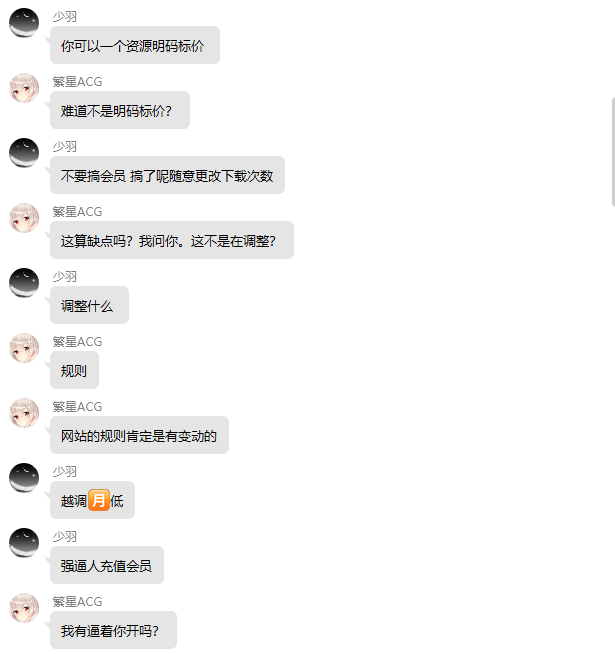 少羽
你可以一个资源明码标价
繁星ACG
难道不是明码标价？
少羽
不要搞会员 搞了呢随意更改下载次数
繁星ACG
这算缺点吗？我问你。这不是在调整？
少羽
调整什么
繁星ACG
规则
繁星ACG
网站的规则肯定是有变动的
少羽
越调🈷️低
少羽
强逼人充值会员
繁星ACG
我有逼着你开吗？